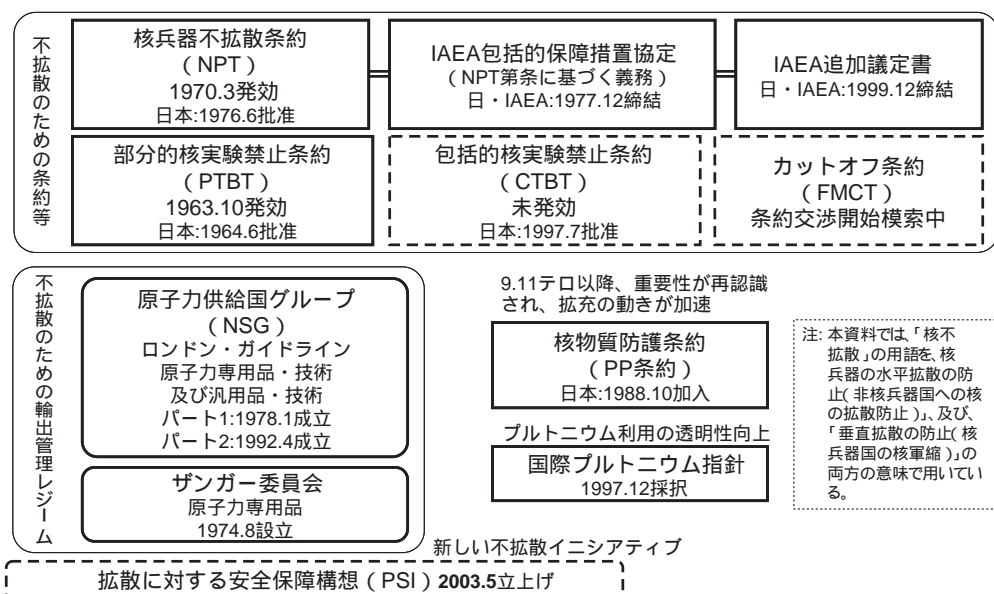 不拡散のための条約等
核兵器不拡散条約
(NPT)
1970.3発効
日本:1976.6批准
IAEA包括的保障措置協定
(NPT第条に基づく義務)
日・IAEA:1977.12締結
IAEA追加議定書
日・IAEA:1999.12締結
部分的核実験禁止条約
(PTBT)
1963.10発効
日本:1964.6批准
包括的核実験禁止条約
(CTBT)
未発効
日本:1997.7批准
カットオフ条約
(FMCT)
条約交渉開始模索中
不拡散のための輸出管理レジーム
原子力供給国グループ
(NSG)
ロンドン・ガイドライン
原子力専用品・技術
及び汎用品・技術
パート1:1978.1成立
パート2:1992.4成立
ザンガー委員会
原子力専用品
1974.8設立
9.11テロ以降、重要性が再認識
され、拡充の動きが加速
核物質防護条約
(PP条約)
日本:1988.10加入
プルトニウム利用の透明性向上
国際プルトニウム指針
1997.12採択
注: 本資料では、「核不
拡散」の用語を、核
兵器の水平拡散の防
止(非核兵器国への核
の拡散防止)」、及び、
「垂直拡散の防止(核
兵器国の核軍縮)」の
両方の意味で用いてい
る。
新しい不拡散イニシアティブ
拡散に対する安全保障構想(PSI)2003.5立上げ